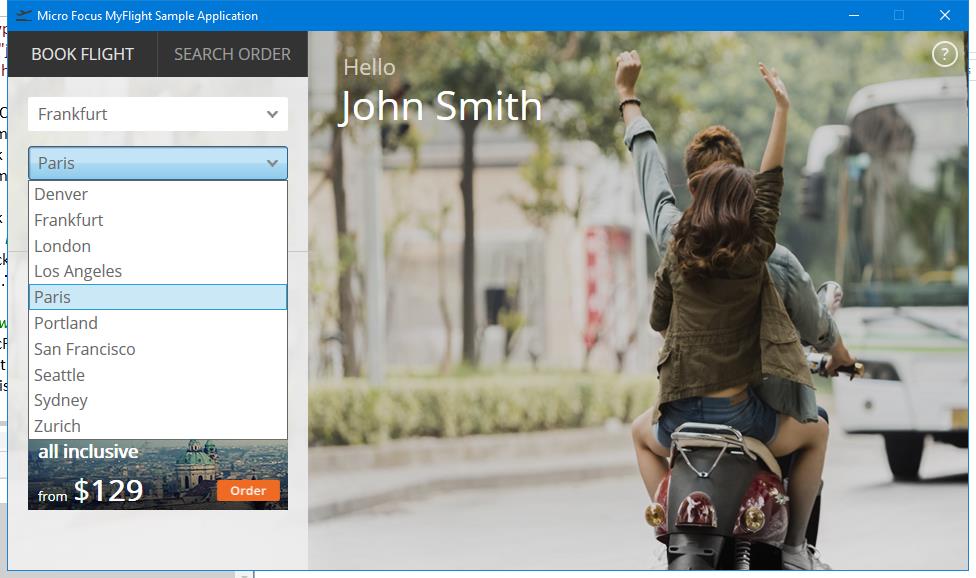 Micro Focus MyFlight Sample Application
BOOK FLIGHT
SEARCH ORDER
?
Hello
John Smith
Frankfurt
Paris
Denver
Frankfurt
London
Los Angeles
Paris
Portland
San Francisco
Seattle
Sydney
Zurich
all inclusive
from $129
Order